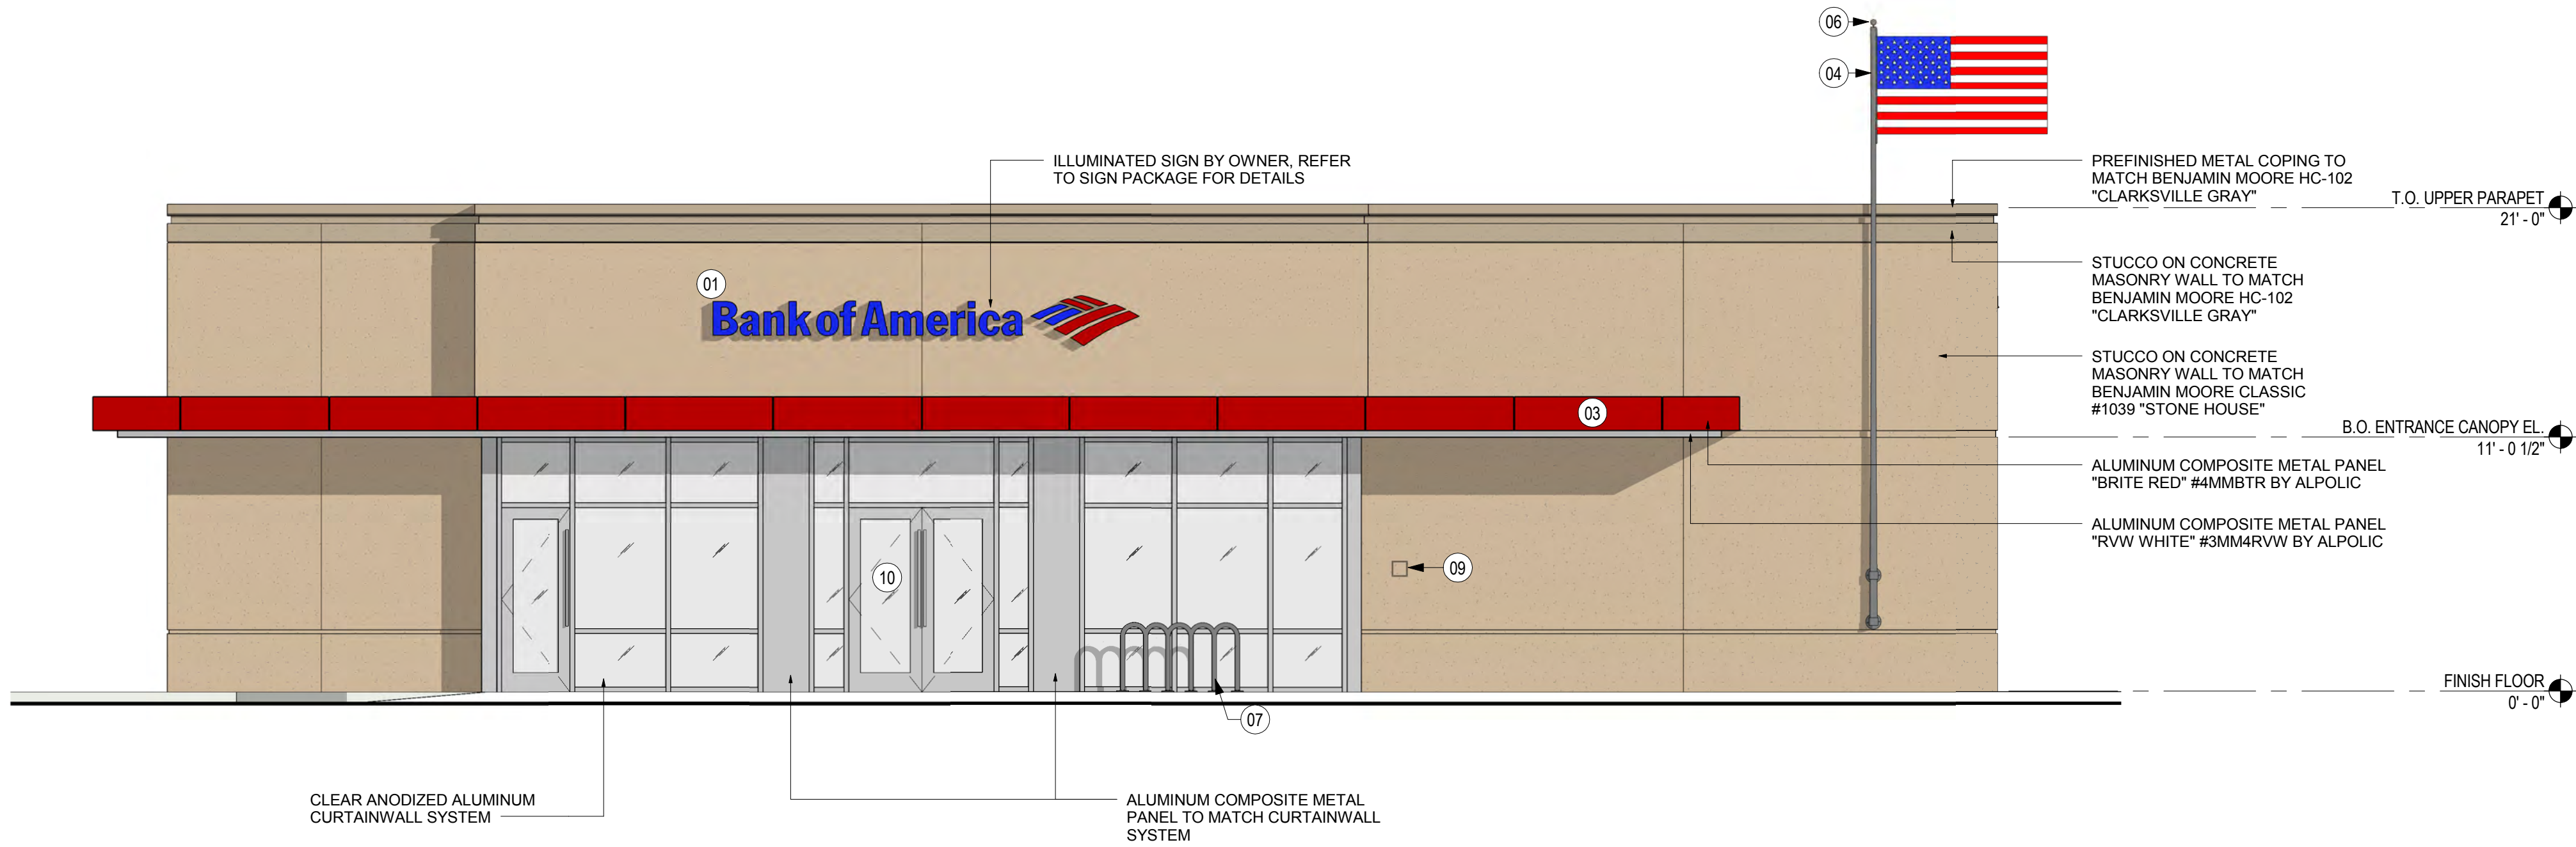 06
04
ILLUMINATED SIGN BY OWNER, REFER
TO SIGN PACKAGE FOR DETAILS
PREFINISHED METAL COPING TO
MATCH BENJAMIN MOORE HC-102
"CLARKSVILLE GRAY"
T.O. UPPER PARAPET
21' - 0"
STUCCO ON CONCRETE
MASONRY WALL TO MATCH
BENJAMIN MOORE HC-102
"CLARKSVILLE GRAY"
01
Bank of America
STUCCO ON CONCRETE
MASONRY WALL TO MATCH
BENJAMIN MOORE CLASSIC
#1039 "STONE HOUSE"
03
B.O. ENTRANCE CANOPY EL.
11' - 0 1/2"
ALUMINUM COMPOSITE METAL PANEL
"BRITE RED" #4MMBTR BY ALPOLIC
ALUMINUM COMPOSITE METAL PANEL
"RVW WHITE" #3MM4RVW BY ALPOLIC
10
09
FINISH FLOOR
0' - 0"
07
CLEAR ANODIZED ALUMINUM
CURTAINWALL SYSTEM
ALUMINUM COMPOSITE METAL
PANEL TO MATCH CURTAINWALL
SYSTEM